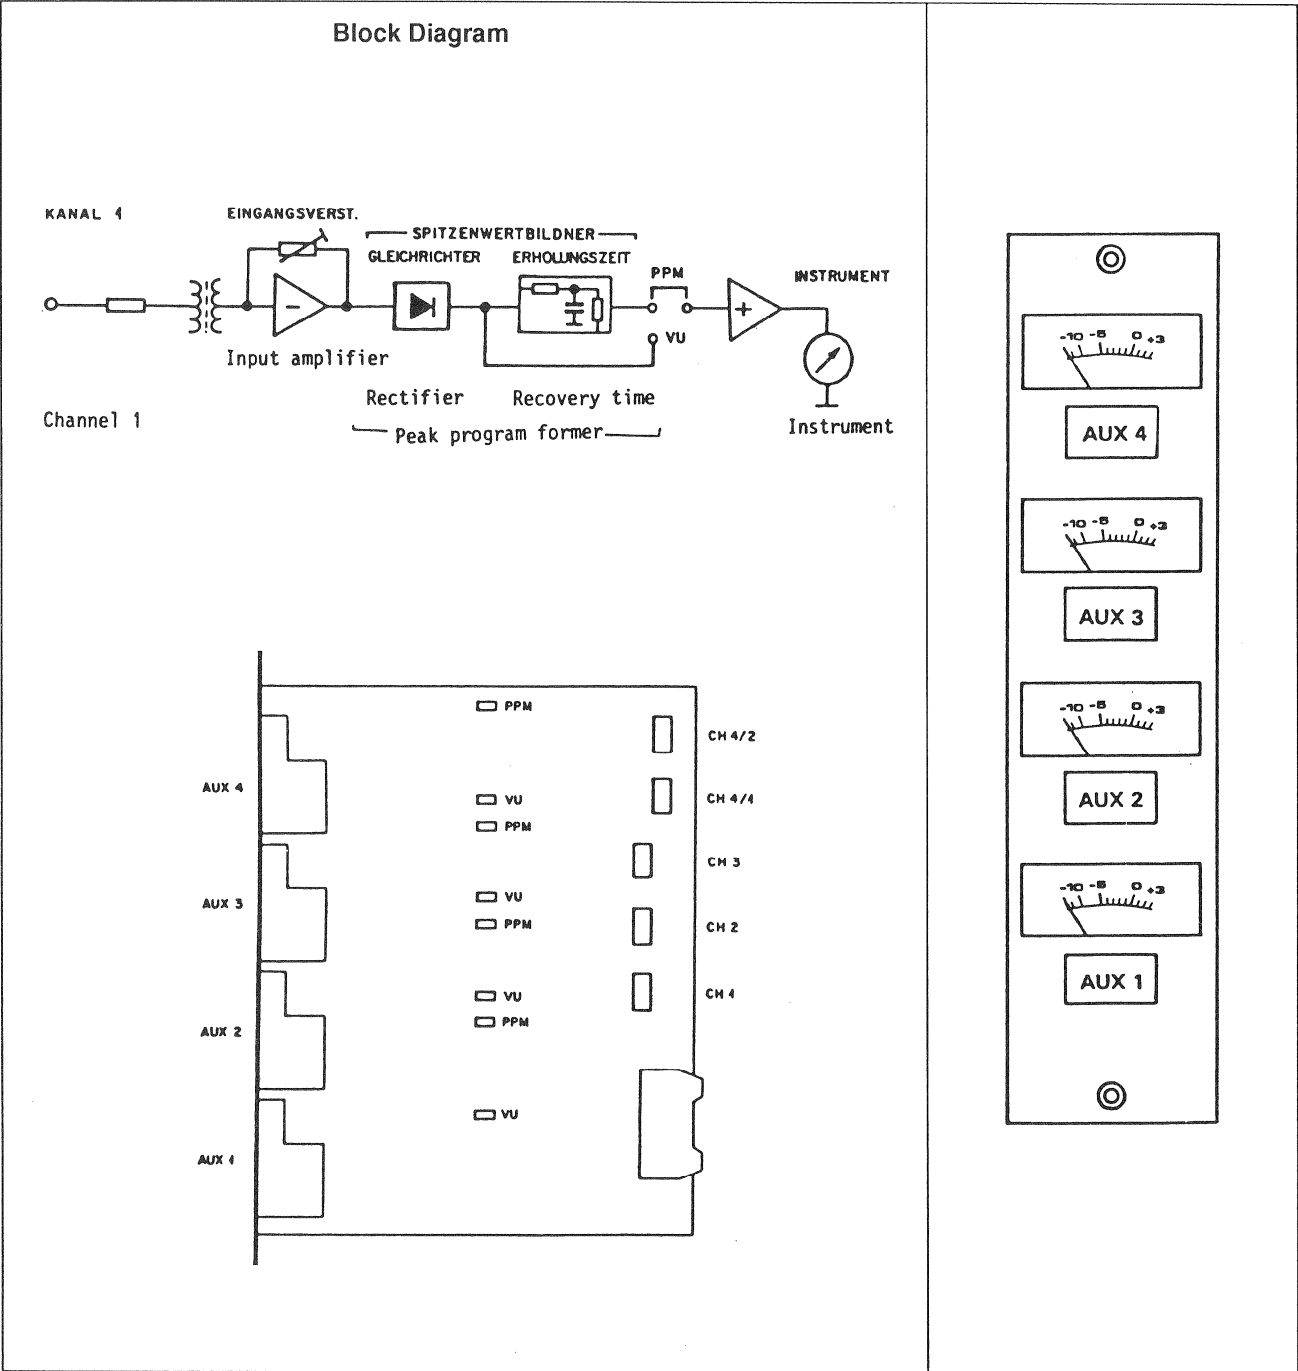 Block Diagram
KANAL 1
EINGANGSVERST.
SPITZENWERTBILDNER
GLEICHRICHTER ERHOLUNGSZEIT
PPM
INSTRUMENT
VU
Input amplifier
Rectifier Recovery time
Channel 1
Peak program former
Instrument
PPM
CH 4/2
AUX 4
VU
CH 4/1
PPM
CH 3
AUX 3
VU
PPM
CH 2
VU
CH 1
AUX 2
PPM
VU
AUX 1
-10 -5 0 +3
AUX 4
-10 -5 0 +3
AUX 3
-10 -5 0 +3
AUX 2
-10 -5 0 +3
AUX 1